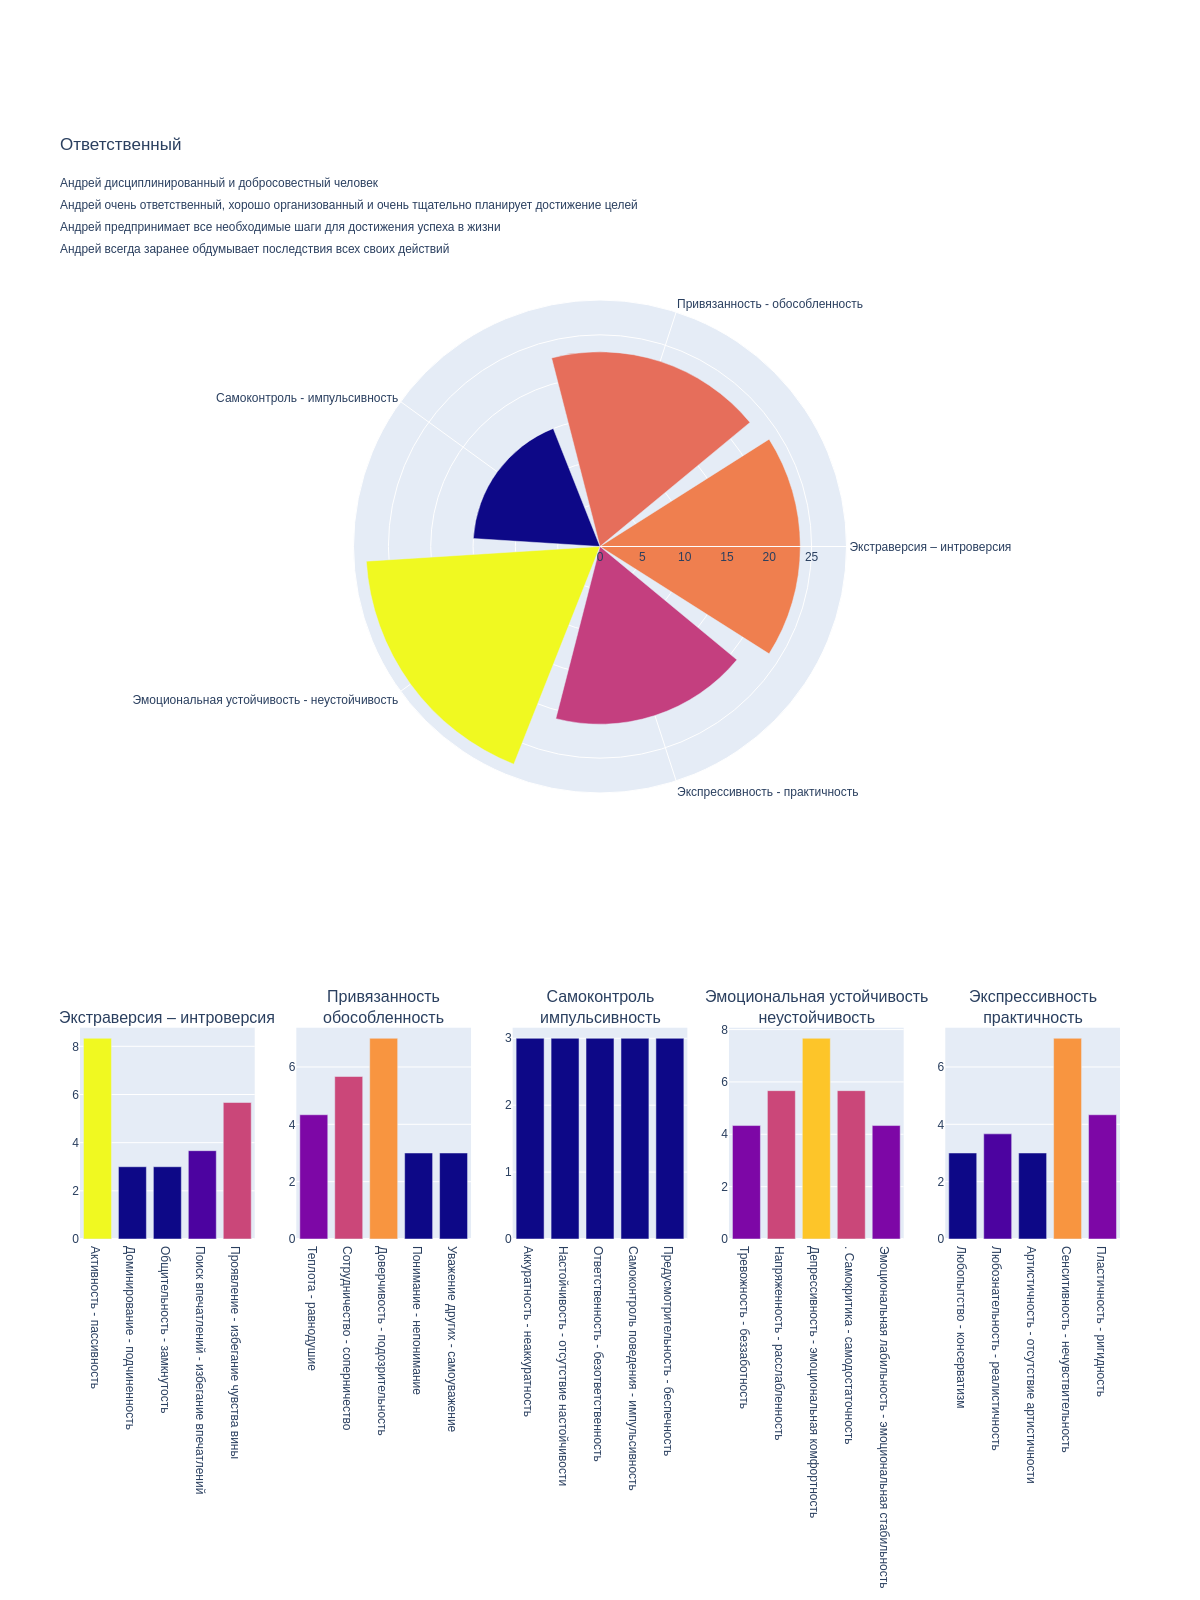 Ответственный
Андрей дисциплинированный и добросовестный человек
Андрей очень ответственный, хорошо организованный и очень тщательно планирует достижение целей
Андрей предпринимает все необходимые шаги для достижения успеха в жизни
Андрей всегда заранее обдумывает последствия всех своих действий
Привязанность - обособленность
Самоконтроль - импульсивность
Экстраверсия – интроверсия
0 5 10 15 20 25
Эмоциональная устойчивость - неустойчивость
Экспрессивность - практичность
Экстраверсия – интроверсия
8
6
4
2
0
Активность - пассивность
Доминирование - подчиненность
Общительность - замкнутость
Поиск впечатлений - избегание впечатлений
Проявление - избегание чувства вины
Привязанность
обособленность
6
4
2
0
Теплота - равнодушие
Сотрудничество - соперничество
Доверчивость - подозрительность
Понимание - непонимание
Уважение других - самоуважение
Самоконтроль
импульсивность
3
2
1
0
Аккуратность - неаккуратность
Настойчивость - отсутствие настойчивости
Ответственность - безответственность
Самоконтроль поведения - импульсивность
Предусмотрительность - беспечность
Эмоциональная устойчивость
неустойчивость
8
6
4
2
0
Тревожность - беззаботность
Напряженность - расслабленность
Депрессивность - эмоциональная комфортность
. Самокритика - самодостаточность
Эмоциональная лабильность - эмоциональная стабильность
Экспрессивность
практичность
6
4
2
0
Любопытство - консерватизм
Любознательность - реалистичность
Артистичность - отсутствие артистичности
Сенситивность - нечувствительность
Пластичность - ригидность